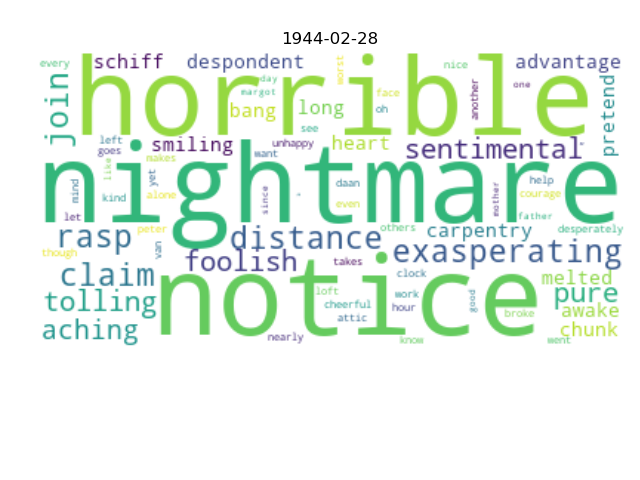 1944-02-28
every schiff despondent worst nice advantage
horrible
join day margot face another one pretend
bang long oh
see
left smiling unhappy heart sentimental
goes want
nightmare
like makes yet
mind kind alone since daan even mother help courage
let father
peter others desperately
rasp distance carpentry
though van foolish takes exasperating
claim clock melted
notice
tolling loft work good pure
cheerful hour awake
aching attic broke chunk
nearly know went